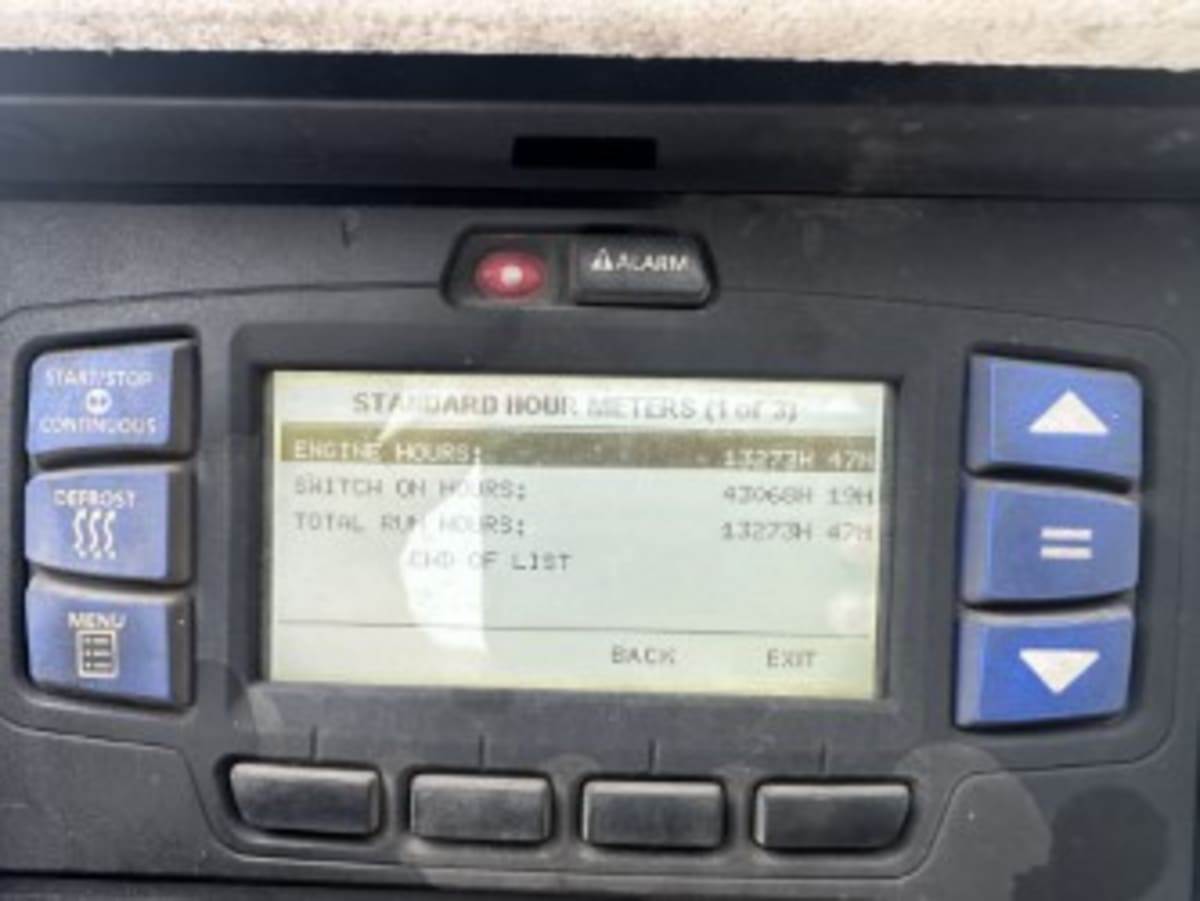 ALARM
START/STOP
CONTINUOUS
DEFROST
MENU
STANDARD HOUR METERS (1 of 3)
ENGINE HOURS: 13273H 47M
SWITCH ON HOURS: 43068H 19M
TOTAL RUN HOURS: 13273H 47M
END OF LIST
BACK EXIT
=